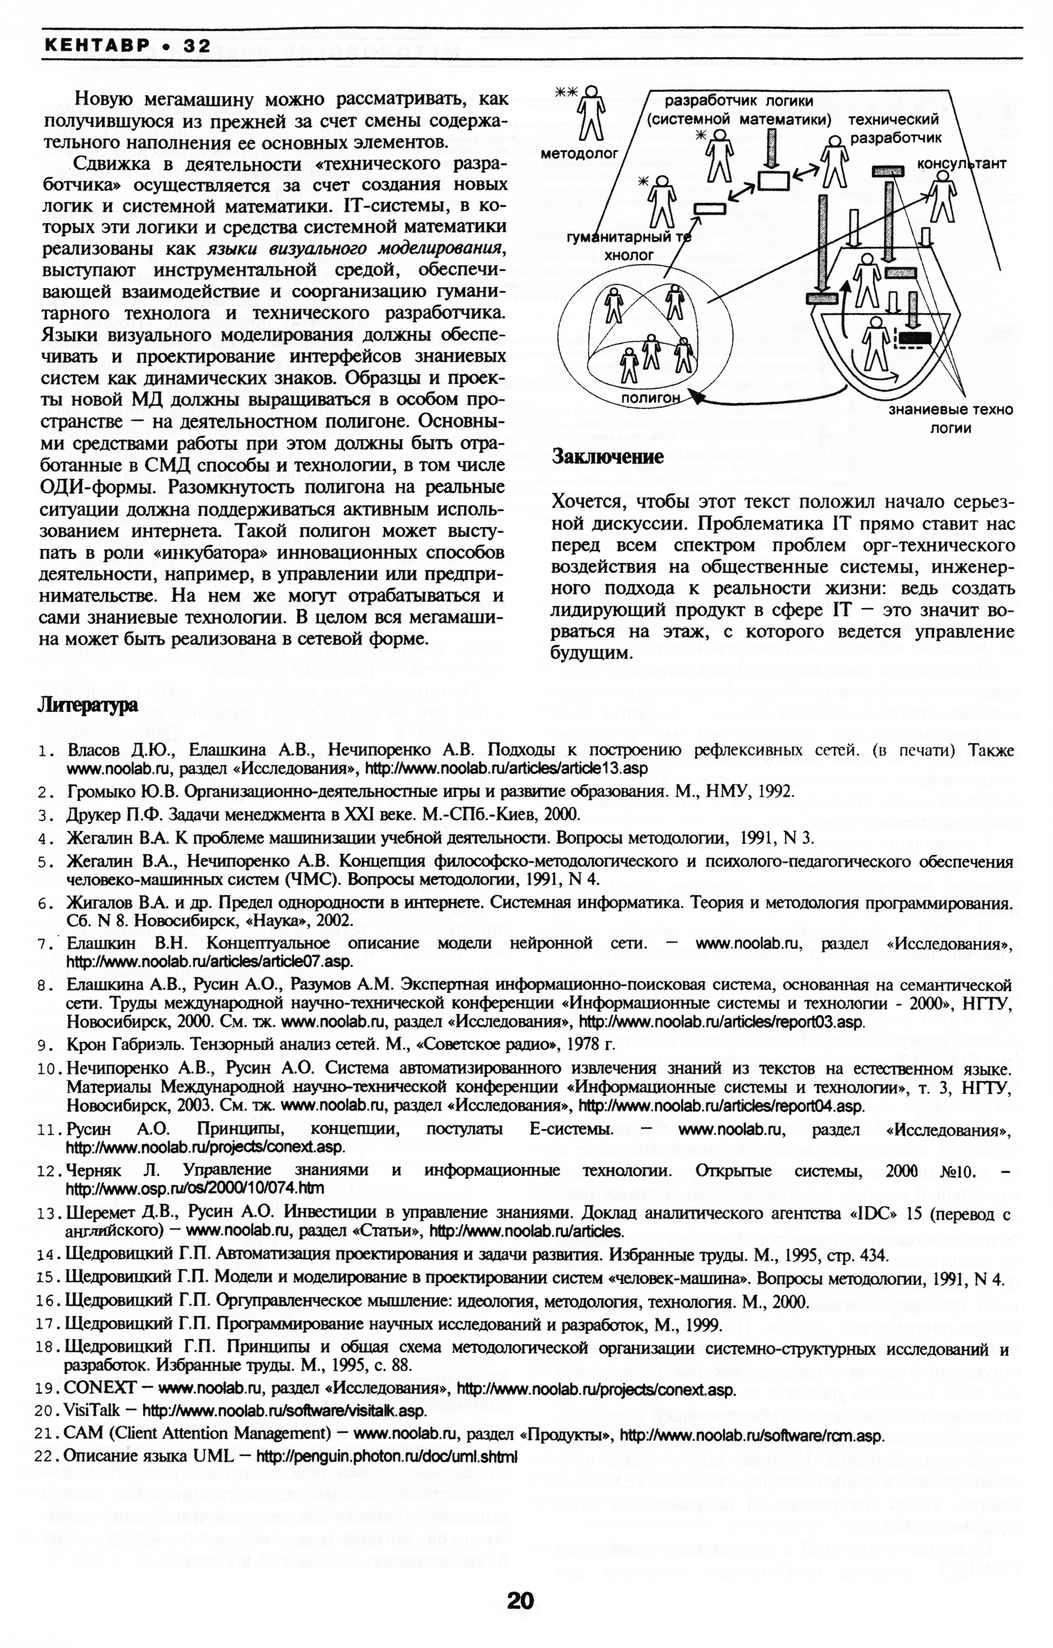 КЕНТАВР • 32
Новую мегамашину можно рассматривать, как
получившуюся из прежней за счет смены содержа-
тельного наполнения ее основных элементов.
Сдвижка в деятельности «технического разра-
ботчика» осуществляется за счет создания новых
логик и системной математики. IT-системы, в ко-
торых эти логики и средства системной математики
реализованы как языки визуального моделирования,
выступают инструментальной средой, обеспечи-
вающей взаимодействие и соорганизацию гумани-
тарного технолога и технического разработчика.
Языки визуального моделирования должны обеспе-
чивать и проектирование интерфейсов знаниевых
систем как динамических знаков. Образцы и проек-
ты новой МД должны выращиваться в особом про-
странстве — на деятельностном полигоне. Основны-
ми средствами работы при этом должны быть отра-
ботанные в СМД способы и технологии, в том числе
ОДИ-формы. Разомкнутость полигона на реальные
ситуации должна поддерживаться активным исполь-
зованием интернета. Такой полигон может высту-
пать в роли «инкубатора» инновационных способов
деятельности, например, в управлении или предпри-
нимательстве. На нем же могут отрабатываться и
сами знаниевые технологии. В целом вся мегамаши-
на может быть реализована в сетевой форме.
**
методолог
разработчик логики
(системной математики)
*
технический
разработчик
консультант
*
гуманитарный те
хнолог
полигон
знаниевые техно
логии
Заключение
Хочется, чтобы этот текст положил начало серьез-
ной дискуссии. Проблематика IT прямо ставит нас
перед всем спектром проблем орг-технического
воздействия на общественные системы, инженер-
ного подхода к реальности жизни: ведь создать
лидирующий продукт в сфере IT — это значит во-
рваться на этаж, с которого ведется управление
будущим.
Литература
1. Власов Д.Ю., Елашкина А.В., Нечипоренко А.В. Подходы к построению рефлексивных сетей. (в печати) Также
www.noolab.ru, раздел «Исследования», http://www.noolab.ru/articles/article13.asp
2. Громыко Ю.В. Организационно-деятельностные игры и развитие образования. М., НМУ, 1992.
3. Друкер П.Ф. Задачи менеджмента в XXI веке. М.-СПб.-Киев, 2000.
4. Жегалин В.А. К проблеме машинизации учебной деятельности. Вопросы методологии, 1991, N 3.
5. Жегалин В.А., Нечипоренко А.В. Концепция философско-методологического и психолого-педагогического обеспечения
человеко-машинных систем (ЧМС). Вопросы методологии, 1991, N 4.
6. Жигалов В.А. и др. Предел однородности в интернете. Системная информатика. Теория и методология программирования.
Сб. N 8. Новосибирск, «Наука», 2002.
7. Елашкин В.Н. Концептуальное описание модели нейронной сети. — www.noolab.ru, раздел «Исследования»,
http://www.noolab.ru/articles/article07.asp.
8. Елашкина А.В., Русин А.О., Разумов А.М. Экспертная информационно-поисковая система, основанная на семантической
сети. Труды международной научно-технической конференции «Информационные системы и технологии - 2000», НГТУ,
Новосибирск, 2000. См. тж. www.noolab.ru, раздел «Исследования», http://www.noolab.ru/articles/report03.asp.
9. Крон Габриэль. Тензорный анализ сетей. М., «Советское радио», 1978 г.
10. Нечипоренко А.В., Русин А.О. Система автоматизированного извлечения знаний из текстов на естественном языке.
Материалы Международной научно-технической конференции «Информационные системы и технологии», т. 3, НГТУ,
Новосибирск, 2003. См. тж. www.noolab.ru, раздел «Исследования», http://www.noolab.ru/articles/report04.asp.
11. Русин А.О. Принципы, концепции, постулаты Е-системы. — www.noolab.ru, раздел «Исследования»,
http://www.noolab.ru/projects/conext.asp.
12. Черняк Л. Управление знаниями и информационные технологии. Открытые системы, 2000 №10. –
http://www.osp.ru/os/2000/10/074.htm
13. Шеремет Д.В., Русин А.О. Инвестиции в управление знаниями. Доклад аналитического агентства «IDC» 15 (перевод с
английского) — www.noolab.ru, раздел «Статьи», http://www.noolab.ru/articles.
14. Щедровицкий Г.П. Автоматизация проектирования и задачи развития. Избранные труды. М., 1995, стр. 434.
15. Щедровицкий Г.П. Модели и моделирование в проектировании систем «человек-машина». Вопросы методологии, 1991, N 4.
16. Щедровицкий Г.П. Оргуправленческое мышление: идеология, методология, технология. М., 2000.
17. Щедровицкий Г.П. Программирование научных исследований и разработок, М., 1999.
18. Щедровицкий Г.П. Принципы и общая схема методологической организации системно-структурных исследований и
разработок. Избранные труды. М., 1995, с. 88.
19. CONEXT — www.noolab.ru, раздел «Исследования», http://www.noolab.ru/projects/conext.asp.
20. VisiTalk — http://www.noolab.ru/software/visitalk.asp.
21. CAM (Client Attention Management) — www.noolab.ru, раздел «Продукты», http://www.noolab.ru/software/rcm.asp.
22. Описание языка UML — http://penguin.photon.ru/doc/uml.shtml
20